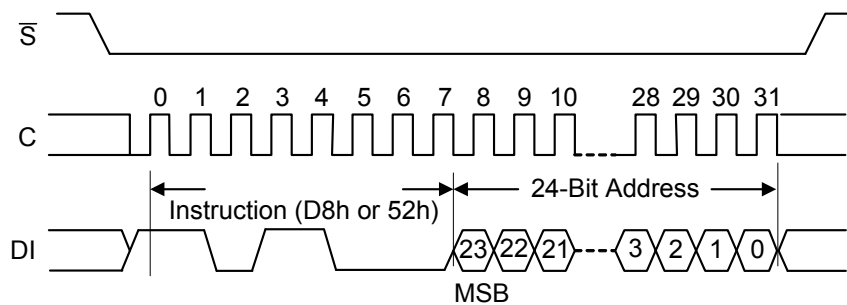 S
0 1 2 3 4 5 6 7 8 9 10 28 29 30 31
C
24-Bit Address
Instruction (D8h or 52h)
DI 23 22 21 3 2 1 0
MSB